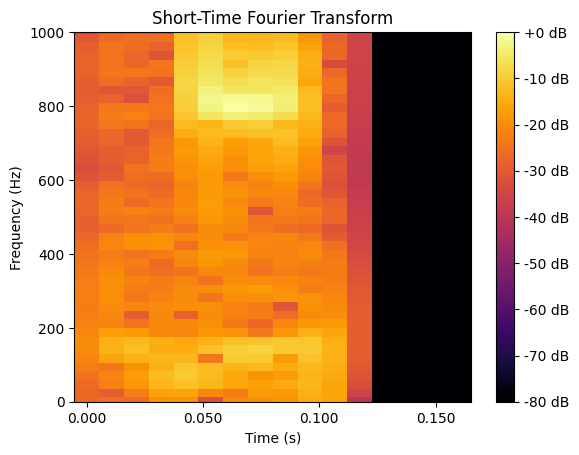 Short-Time Fourier Transform
1000
800
600
400
200
0
Frequency (Hz)
0.000
0.050
0.100
0.150
Time (s)
+0 dB
-10 dB
-20 dB
-30 dB
-40 dB
-50 dB
-60 dB
-70 dB
-80 dB